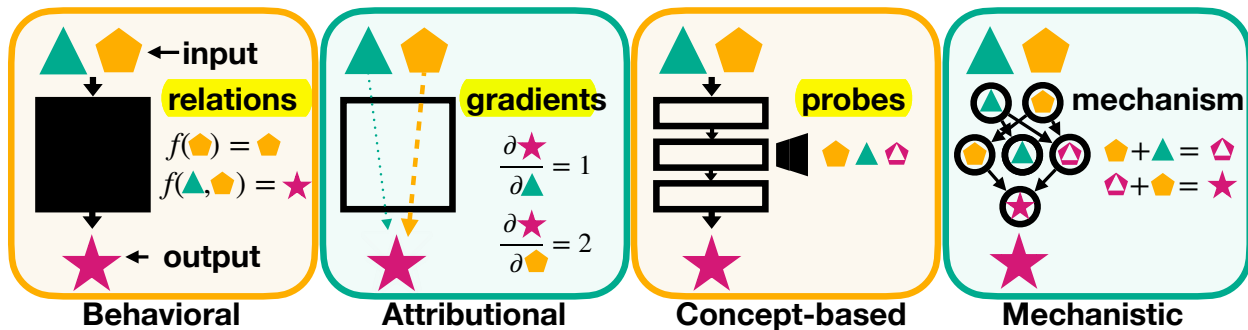 input
relations
f(⬟) = ⬟
f(▲,⬟) = ★
output
Behavioral
gradients
∂★/∂▲ = 1
∂★/∂⬟ = 2
Attributional
probes
Concept-based
mechanism
⬟+▲= ⬟
⬟+⬟= ★
Mechanistic